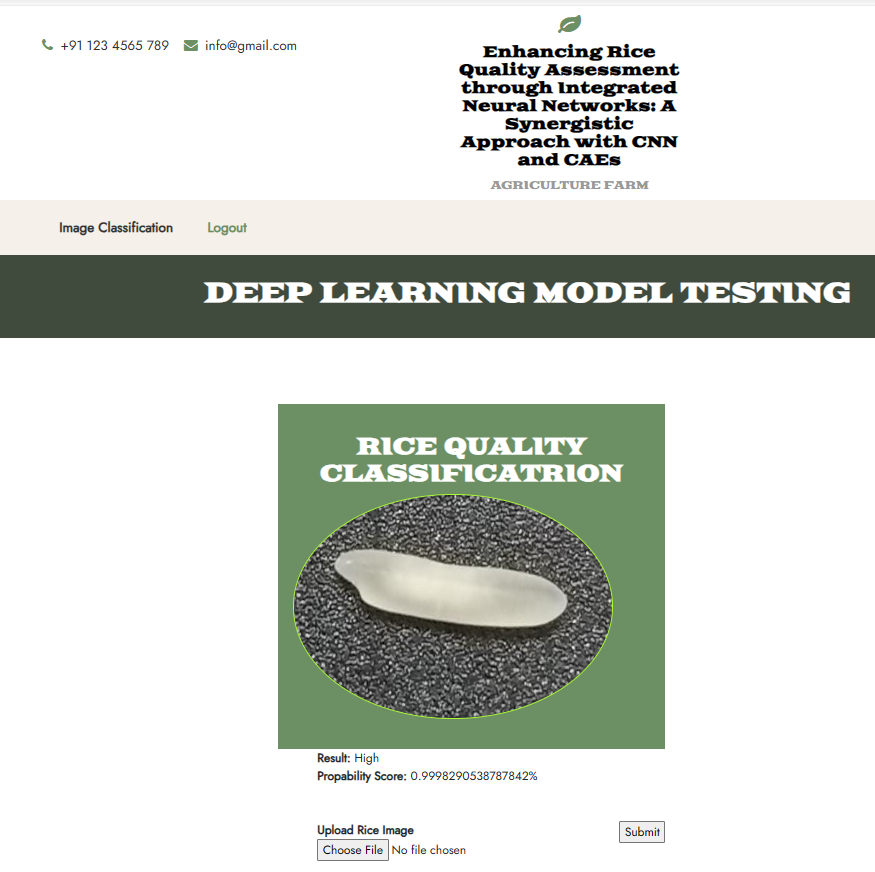 +91 123 4565 789 info@gmail.com
Enhancing Rice
Quality Assessment
through Integrated
Neural Networks: A
Synergistic
Approach with CNN
and CAEs
AGRICULTURE FARM
Image Classification Logout
DEEP LEARNING MODEL TESTING
RICE QUALITY
CLASSIFICATRION
Result: High
Propability Score: 0.9998290538787842%
Upload Rice Image
Submit
Choose File No file chosen